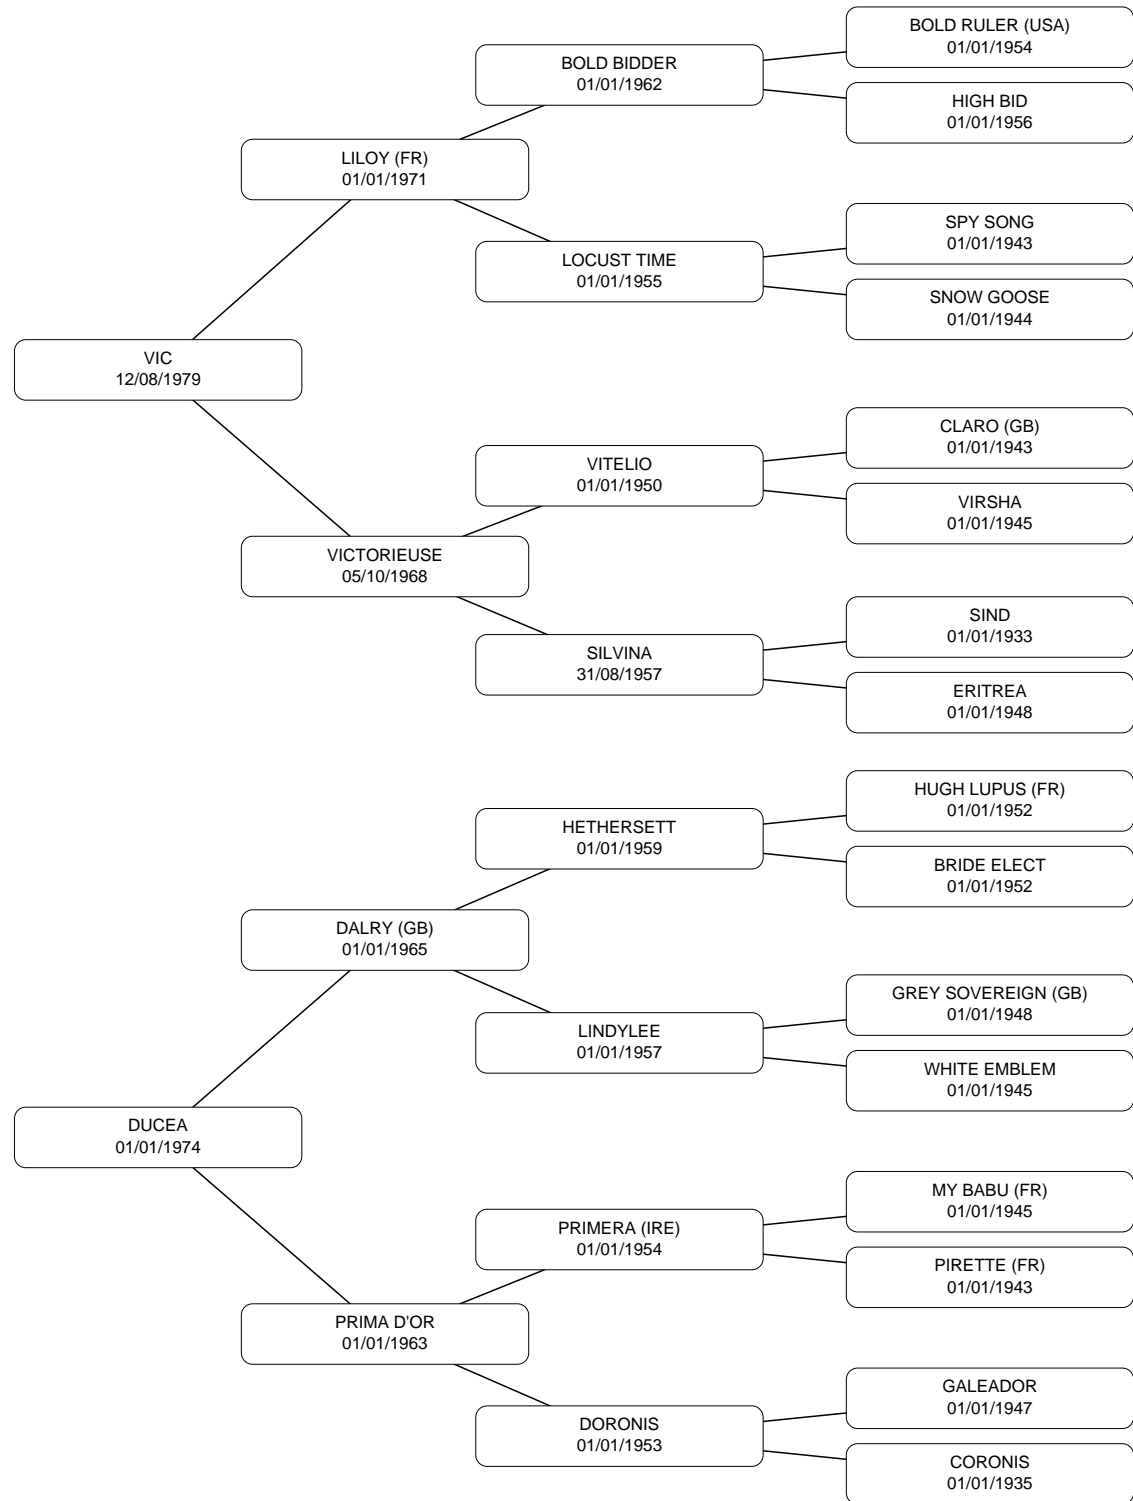 BOLD RULER (USA)
01/01/1954
BOLD BIDDER
01/01/1962
HIGH BID
01/01/1956
LILOY (FR)
01/01/1971
SPY SONG
01/01/1943
LOCUST TIME
01/01/1955
SNOW GOOSE
01/01/1944
VIC
12/08/1979
CLARO (GB)
01/01/1943
VITELIO
01/01/1950
VIRSHA
01/01/1945
VICTORIEUSE
05/10/1968
SIND
01/01/1933
SILVINA
31/08/1957
ERITREA
01/01/1948
HUGH LUPUS (FR)
01/01/1952
HETHERSETT
01/01/1959
BRIDE ELECT
01/01/1952
DALRY (GB)
01/01/1965
GREY SOVEREIGN (GB)
01/01/1948
LINDYLEE
01/01/1957
WHITE EMBLEM
01/01/1945
DUCEA
01/01/1974
MY BABU (FR)
01/01/1945
PRIMERA (IRE)
01/01/1954
PIRETTE (FR)
01/01/1943
PRIMA D'OR
01/01/1963
GALEADOR
01/01/1947
DORONIS
01/01/1953
CORONIS
01/01/1935